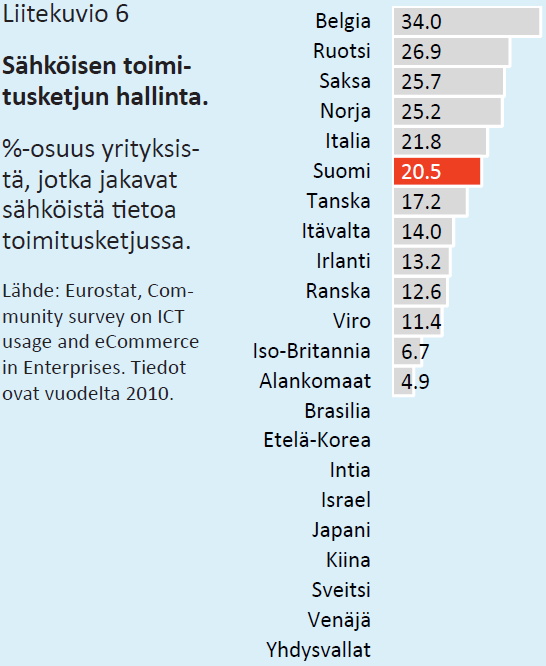 Liitekuvio 6
Sähköisen toimi-
tusketjun hallinta.
%-osuus yrityksis-
tä, jotka jakavat
sähköistä tietoa
toimitusketjussa.
Lähde: Eurostat, Com-
munity survey on ICT
usage and eCommerce
in Enterprises. Tiedot
ovat vuodelta 2010.
Belgia 34.0
Ruotsi 26.9
Saksa 25.7
Norja 25.2
Italia 21.8
Suomi 20.5
Tanska 17.2
Itävalta 14.0
Irlanti 13.2
Ranska 12.6
Viro 11.4
Iso-Britannia 6.7
Alankomaat 4.9
Brasilia
Etelä-Korea
Intia
Israel
Japani
Kiina
Sveitsi
Venäjä
Yhdysvallat